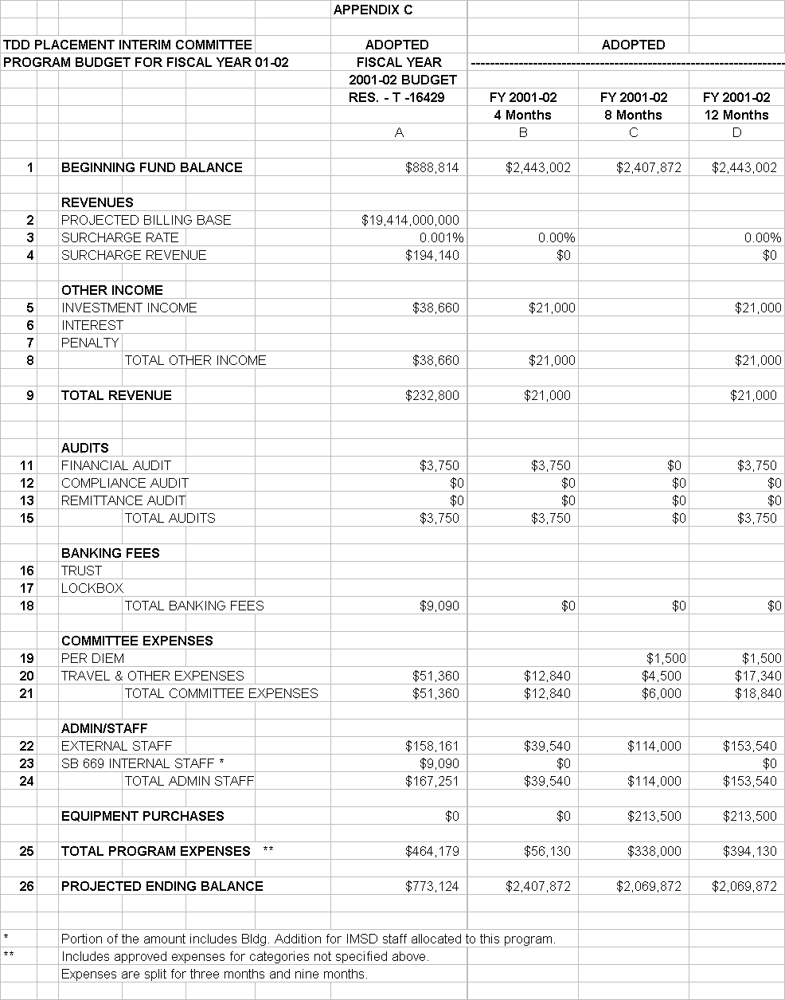 APPENDIX C
TDD PLACEMENT INTERIM COMMITTEE ADOPTED ADOPTED
PROGRAM BUDGET FOR FISCAL YEAR 01-02 FISCAL YEAR ------------------------------------------------------------------
2001-02 BUDGET
RES. - T -16429 FY 2001-02 FY 2001-02 FY 2001-02
4 Months 8 Months 12 Months
A B C D
1 BEGINNING FUND BALANCE $888,814 $2,443,002 $2,407,872 $2,443,002
REVENUES
2 PROJECTED BILLING BASE $19,414,000,000
3 SURCHARGE RATE 0.001% 0.00% 0.00%
4 SURCHARGE REVENUE $194,140 $0 $0
OTHER INCOME
5 INVESTMENT INCOME $38,660 $21,000 $21,000
6 INTEREST
7 PENALTY
8 TOTAL OTHER INCOME $38,660 $21,000 $21,000
9 TOTAL REVENUE $232,800 $21,000 $21,000
AUDITS
11 FINANCIAL AUDIT $3,750 $3,750 $0 $3,750
12 COMPLIANCE AUDIT $0 $0 $0 $0
13 REMITTANCE AUDIT $0 $0 $0 $0
15 TOTAL AUDITS $3,750 $3,750 $0 $3,750
BANKING FEES
16 TRUST
17 LOCKBOX
18 TOTAL BANKING FEES $9,090 $0 $0 $0
COMMITTEE EXPENSES
19 PER DIEM $1,500 $1,500
20 TRAVEL & OTHER EXPENSES $51,360 $12,840 $4,500 $17,340
21 TOTAL COMMITTEE EXPENSES $51,360 $12,840 $6,000 $18,840
ADMIN/STAFF
22 EXTERNAL STAFF $158,161 $39,540 $114,000 $153,540
23 SB 669 INTERNAL STAFF * $9,090 $0 $0
24 TOTAL ADMIN STAFF $167,251 $39,540 $114,000 $153,540
EQUIPMENT PURCHASES $0 $0 $213,500 $213,500
25 TOTAL PROGRAM EXPENSES ** $464,179 $56,130 $338,000 $394,130
26 PROJECTED ENDING BALANCE $773,124 $2,407,872 $2,069,872 $2,069,872
* Portion of the amount includes Bldg. Addition for IMSD staff allocated to this program.
** Includes approved expenses for categories not specified above.
Expenses are split for three months and nine months.